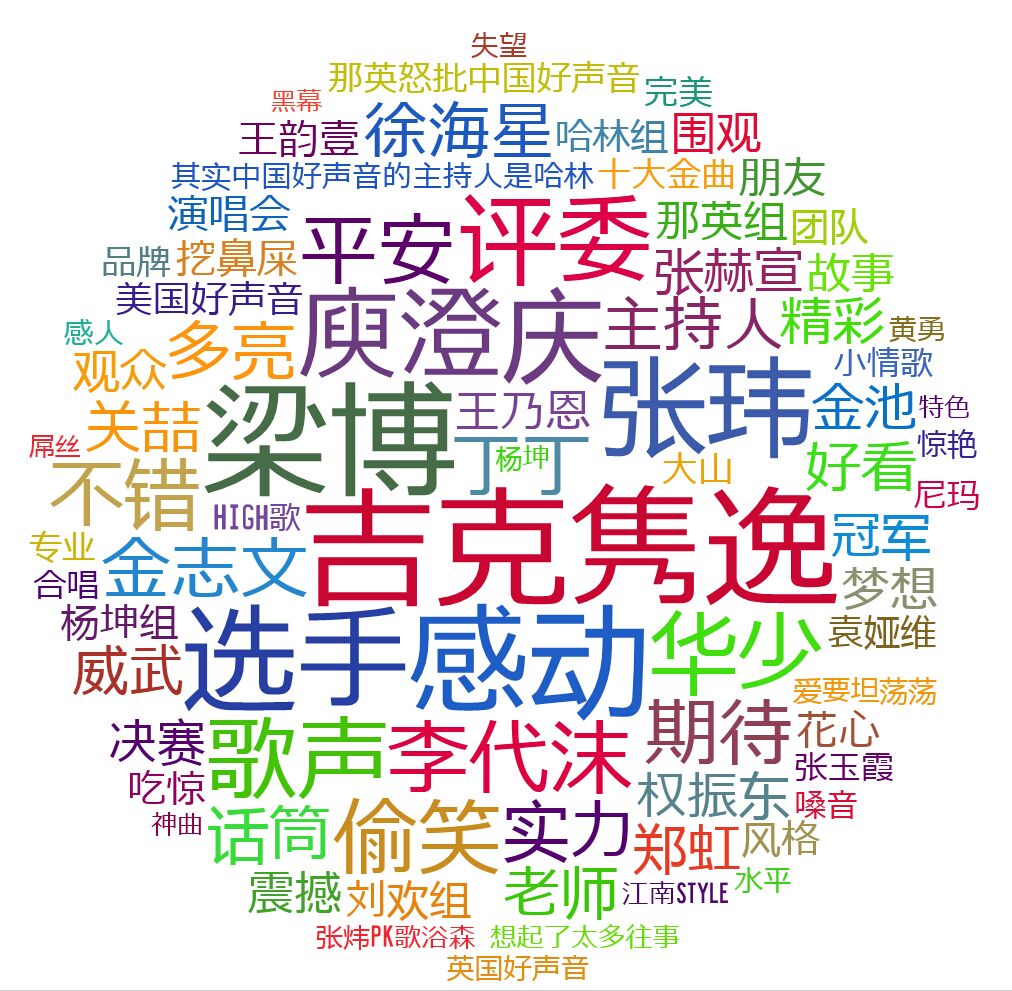 失望
那英怒批中国好声音
完美
黑幕
王韵壹
徐海星
哈林组
围观
其实中国好声音的主持人是哈林
十大金曲
朋友
演唱会
平安
评委
那英组
团队
品牌
挖鼻屎
张赫宣
故事
美国好声音
庾澄庆
主持人
精彩
黄勇
感人
观众
多亮
小情歌
关喆
梁博
王乃恩
张玮
金池
特色
屌丝
不错
丁丁
杨坤
大山
好看
惊艳
尼玛
HIGH歌
吉克隽逸
冠军
专业
金志文
梦想
合唱
杨坤组
选手
感动
华少
袁娅维
威武
爱要坦荡荡
决赛
歌声
李代沫
期待
花心
吃惊
张玉霞
神曲
话筒
偷笑
实力
权振东
嗓音
郑虹
风格
震撼
刘欢组
老师
江南STYLE
水平
张炜PK歌浴森
想起了太多往事
英国好声音